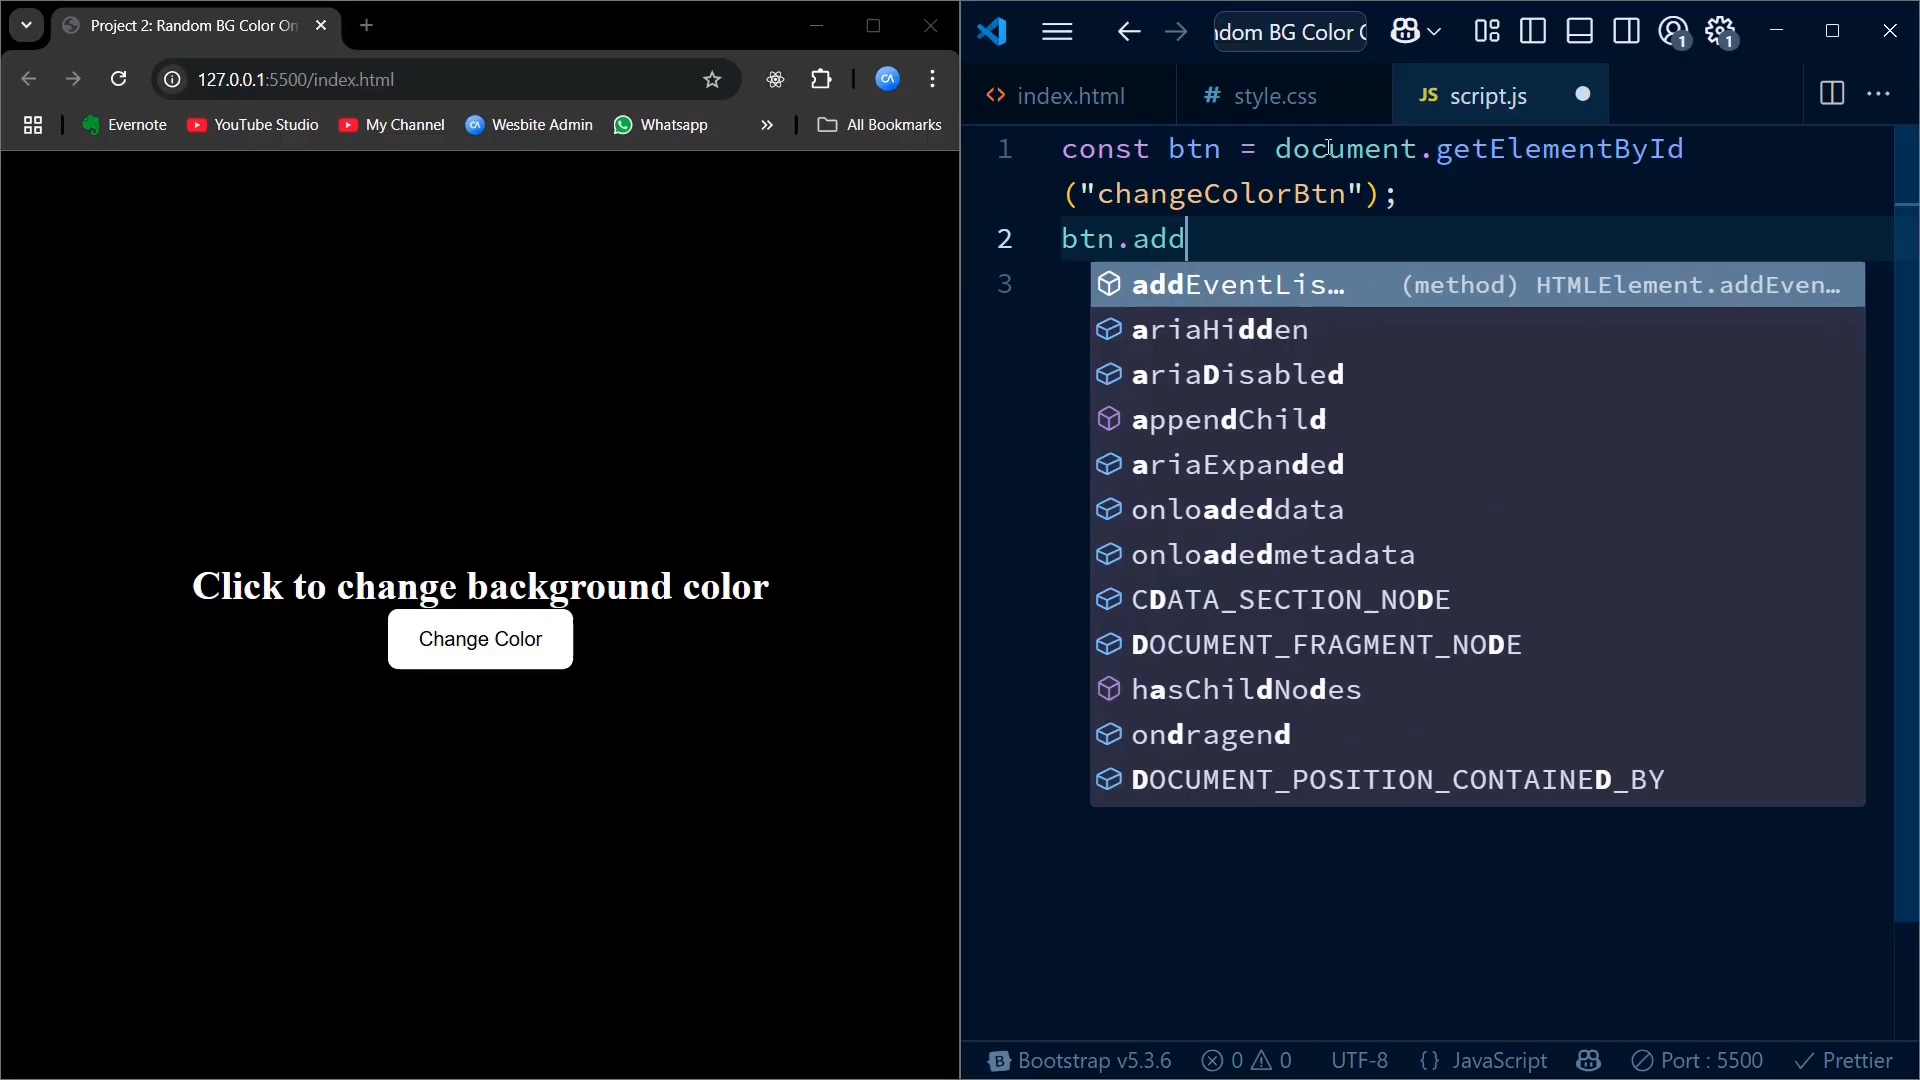 Project 2: Random BG Color On
127.0.0.1:5500/index.html
Evernote
YouTube Studio
My Channel
CA Wesbite Admin
Whatsapp
All Bookmarks
Click to change background color
Change Color
ndom BG Color
1
1
index.html
# style.css
JS script.js
1 const btn = document.getElementById
("changeColorBtn");
2 btn.add
3
addEventLis… (method) HTMLElement.addEven…
ariaHidden
ariaDisabled
appendChild
ariaExpanded
onloadeddata
onloadedmetadata
CDATA_SECTION_NODE
DOCUMENT_FRAGMENT_NODE
hasChildNodes
ondragend
DOCUMENT_POSITION_CONTAINED_BY
B Bootstrap v5.3.6
0
0
UTF-8
{ } JavaScript
Port : 5500
Prettier